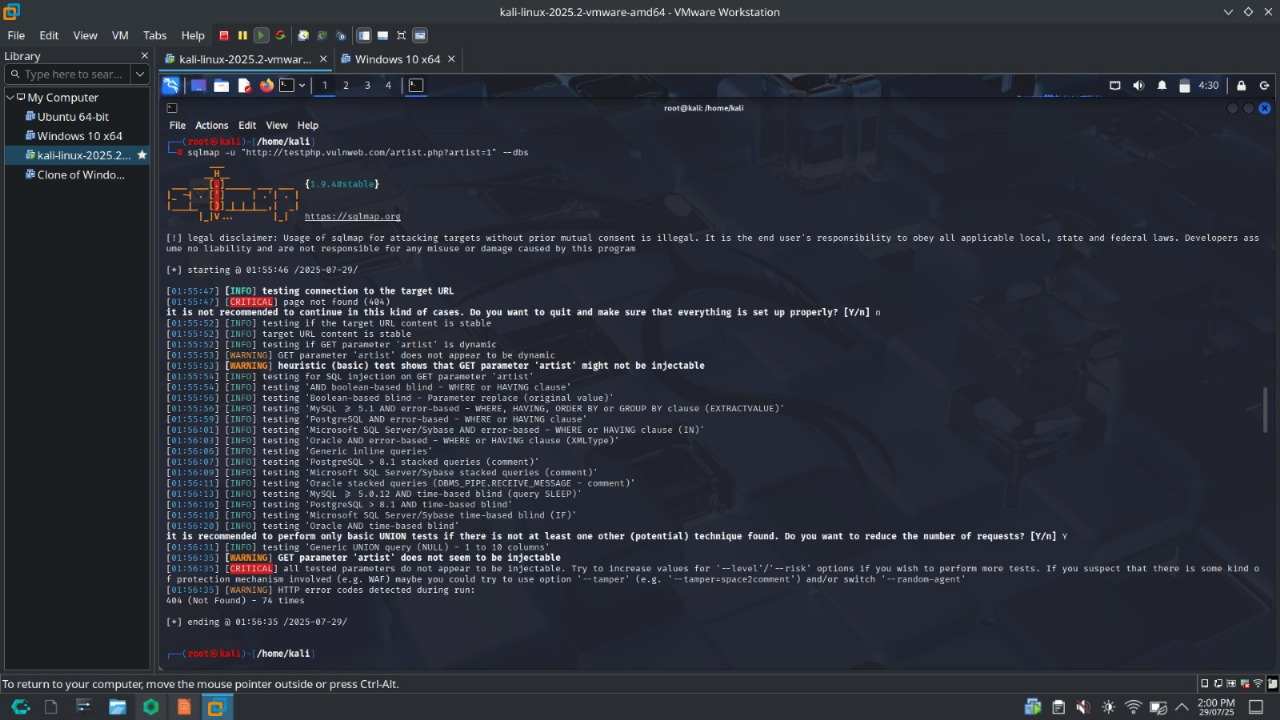 kali-linux-2025.2-vmware-amd64 - VMware Workstation
File Edit View VM Tabs Help
Library
kali-linux-2025.2-vmwar...
Windows 10 x64
Type here to sear...
1 2 3 4
4:30
My Computer
Ubuntu 64-bit
Windows 10 x64
kali-linux-2025.2...
Clone of Windo...
root@kali: /home/kali
File Actions Edit View Help
(root㉿kali)-[/home/kali]
# sqlmap -u "http://testphp.vulnweb.com/artist.php?artist=1" --dbs
{1.9.4#stable}
https://sqlmap.org
[!] legal disclaimer: Usage of sqlmap for attacking targets without prior mutual consent is illegal. It is the end user's responsibility to obey all applicable local, state and federal laws. Developers ass
ume no liability and are not responsible for any misuse or damage caused by this program
[*] starting @ 01:55:46 /2025-07-29/
[01:55:47] [INFO] testing connection to the target URL
[01:55:47] [CRITICAL] page not found (404)
it is not recommended to continue in this kind of cases. Do you want to quit and make sure that everything is set up properly? [Y/n] n
[01:55:52] [INFO] testing if the target URL content is stable
[01:55:52] [INFO] target URL content is stable
[01:55:52] [INFO] testing if GET parameter 'artist' is dynamic
[01:55:53] [WARNING] GET parameter 'artist' does not appear to be dynamic
[01:55:53] [WARNING] heuristic (basic) test shows that GET parameter 'artist' might not be injectable
[01:55:54] [INFO] testing for SQL injection on GET parameter 'artist'
[01:55:54] [INFO] testing 'AND boolean-based blind - WHERE or HAVING clause'
[01:55:56] [INFO] testing 'Boolean-based blind - Parameter replace (original value)'
[01:55:56] [INFO] testing 'MySQL ≥ 5.1 AND error-based - WHERE, HAVING, ORDER BY or GROUP BY clause (EXTRACTVALUE)'
[01:55:59] [INFO] testing 'PostgreSQL AND error-based - WHERE or HAVING clause'
[01:56:01] [INFO] testing 'Microsoft SQL Server/Sybase AND error-based - WHERE or HAVING clause (IN)'
[01:56:03] [INFO] testing 'Oracle AND error-based - WHERE or HAVING clause (XMLType)'
[01:56:06] [INFO] testing 'Generic inline queries'
[01:56:07] [INFO] testing 'PostgreSQL > 8.1 stacked queries (comment)'
[01:56:09] [INFO] testing 'Microsoft SQL Server/Sybase stacked queries (comment)'
[01:56:11] [INFO] testing 'Oracle stacked queries (DBMS_PIPE.RECEIVE_MESSAGE - comment)'
[01:56:13] [INFO] testing 'MySQL ≥ 5.0.12 AND time-based blind (query SLEEP)'
[01:56:16] [INFO] testing 'PostgreSQL > 8.1 AND time-based blind'
[01:56:18] [INFO] testing 'Microsoft SQL Server/Sybase time-based blind (IF)'
[01:56:20] [INFO] testing 'Oracle AND time-based blind'
it is recommended to perform only basic UNION tests if there is not at least one other (potential) technique found. Do you want to reduce the number of requests? [Y/n] Y
[01:56:31] [INFO] testing 'Generic UNION query (NULL) - 1 to 10 columns'
[01:56:35] [WARNING] GET parameter 'artist' does not seem to be injectable
[01:56:35] [CRITICAL] all tested parameters do not appear to be injectable. Try to increase values for '--level'/'--risk' options if you wish to perform more tests. If you suspect that there is some kind o
f protection mechanism involved (e.g. WAF) maybe you could try to use option '--tamper' (e.g. '--tamper=space2comment') and/or switch '--random-agent'
[01:56:35] [WARNING] HTTP error codes detected during run:
404 (Not Found) - 74 times
[*] ending @ 01:56:35 /2025-07-29/
(root㉿kali)-[/home/kali]
To return to your computer, move the mouse pointer outside or press Ctrl-Alt.
2:00 PM
29/07/25